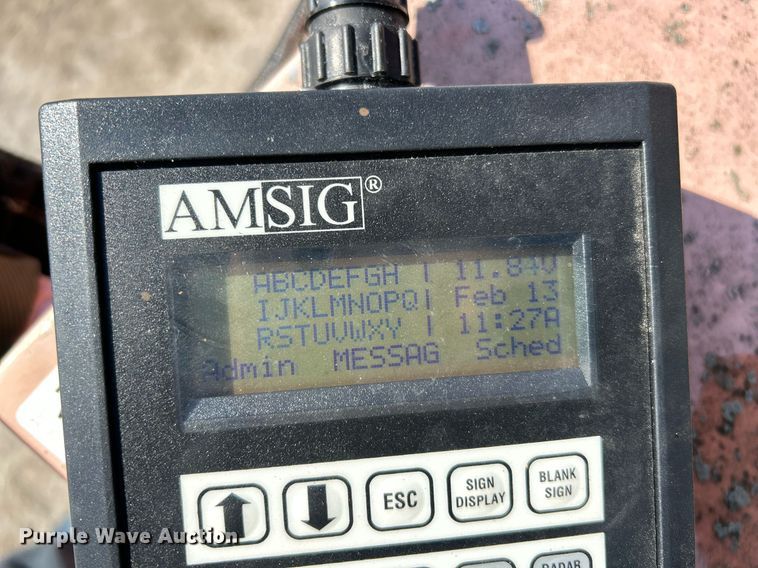 AMSIG®
ABCDEFGH | 11.84V
IJKLMNOPQ| Feb 13
RSTUVWXY | 11:27A
Admin MESSAG Sched
ESC
SIGN DISPLAY
BLANK SIGN
Purple Wave Auction
RADAR